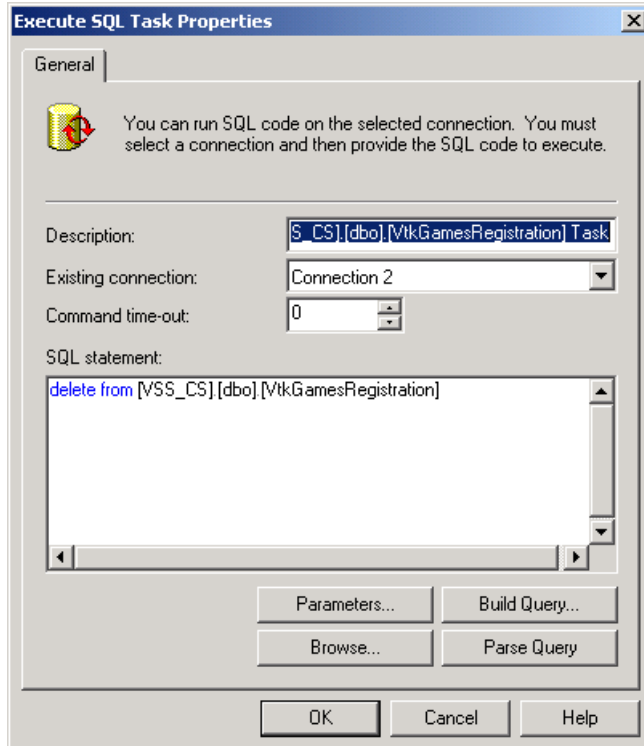 Execute SQL Task Properties
General
You can run SQL code on the selected connection. You must
select a connection and then provide the SQL code to execute.
Description:
S_CS].[dbo].[VtkGamesRegistration] Task
Existing connection:
Connection 2
Command time-out:
0
SQL statement:
delete from [VSS_CS].[dbo].[VtkGamesRegistration]
Parameters...
Build Query...
Browse...
Parse Query
OK
Cancel
Help